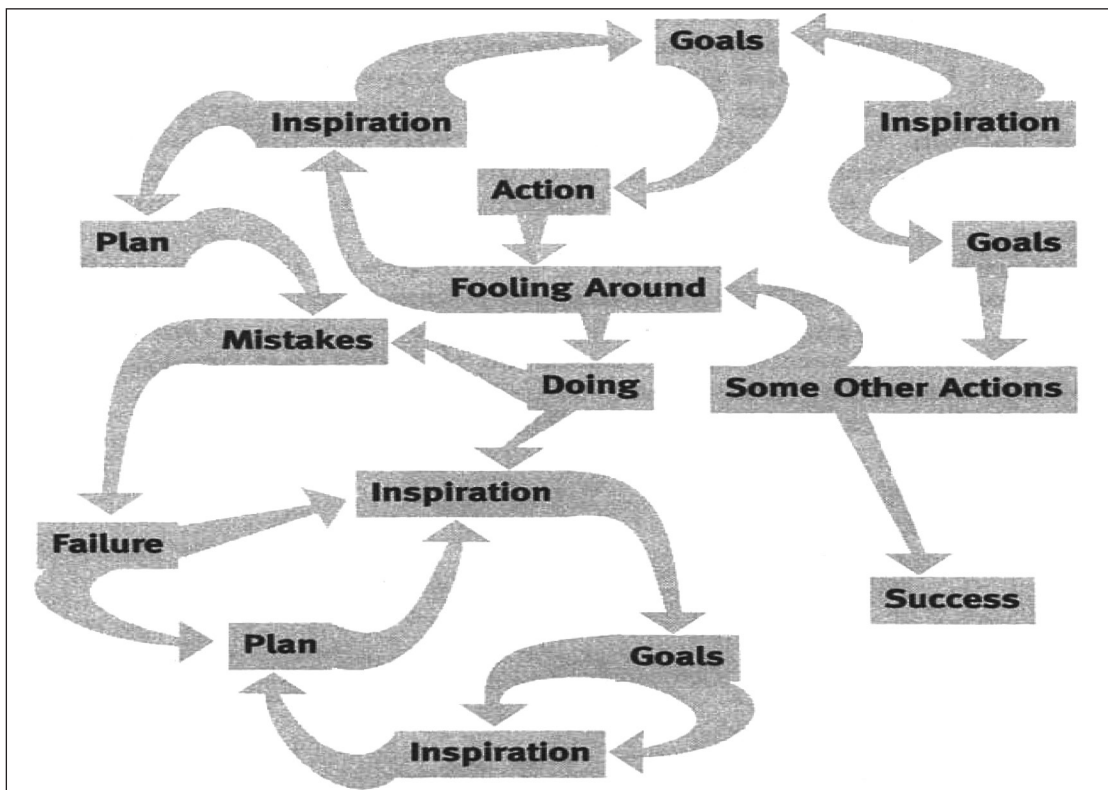 Goals
Inspiration
Inspiration
Action
Plan
Goals
Fooling Around
Mistakes
Doing
Some Other Actions
Inspiration
Failure
Success
Plan
Goals
Inspiration